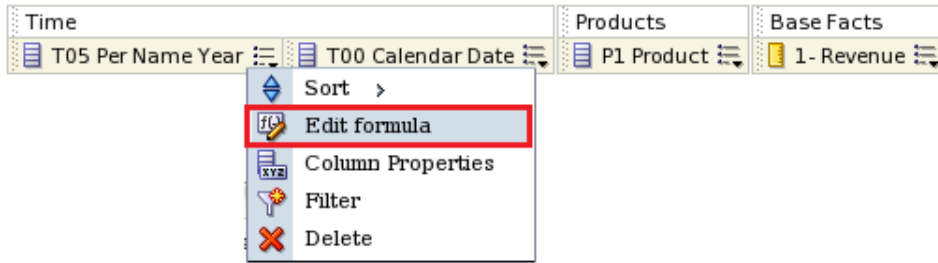 Time Products Base Facts
T05 Per Name Year T00 Calendar Date P1 Product 1- Revenue
Sort >
Edit formula
Column Properties
Filter
Delete